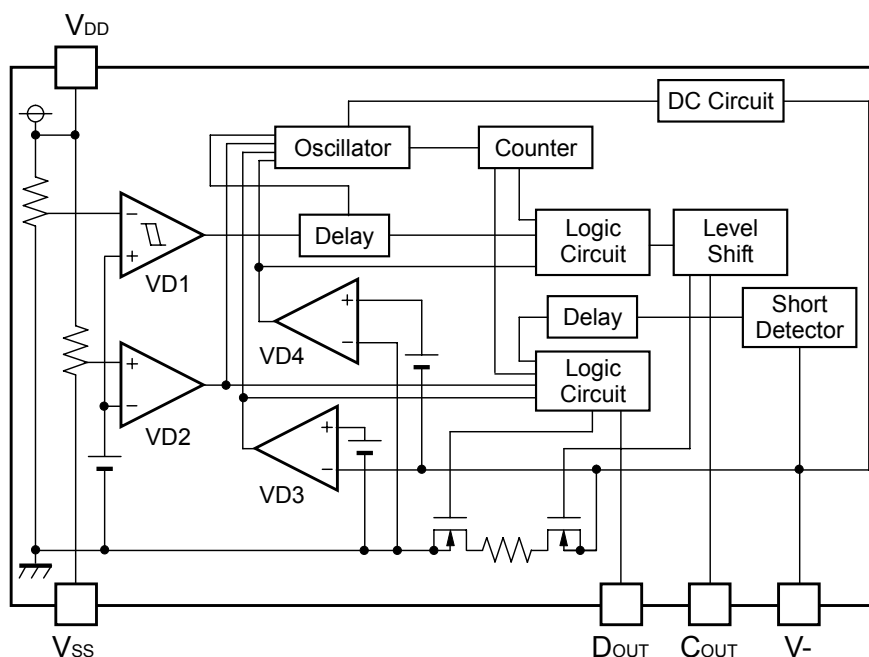 VDD
DC Circuit
Oscillator
Counter
−
+
VD1
Delay
Logic
Circuit
Level
Shift
+
−
VD4
Delay
Short
Detector
+
−
VD2
Logic
Circuit
+
−
VD3
VSS
DOUT
COUT
V-